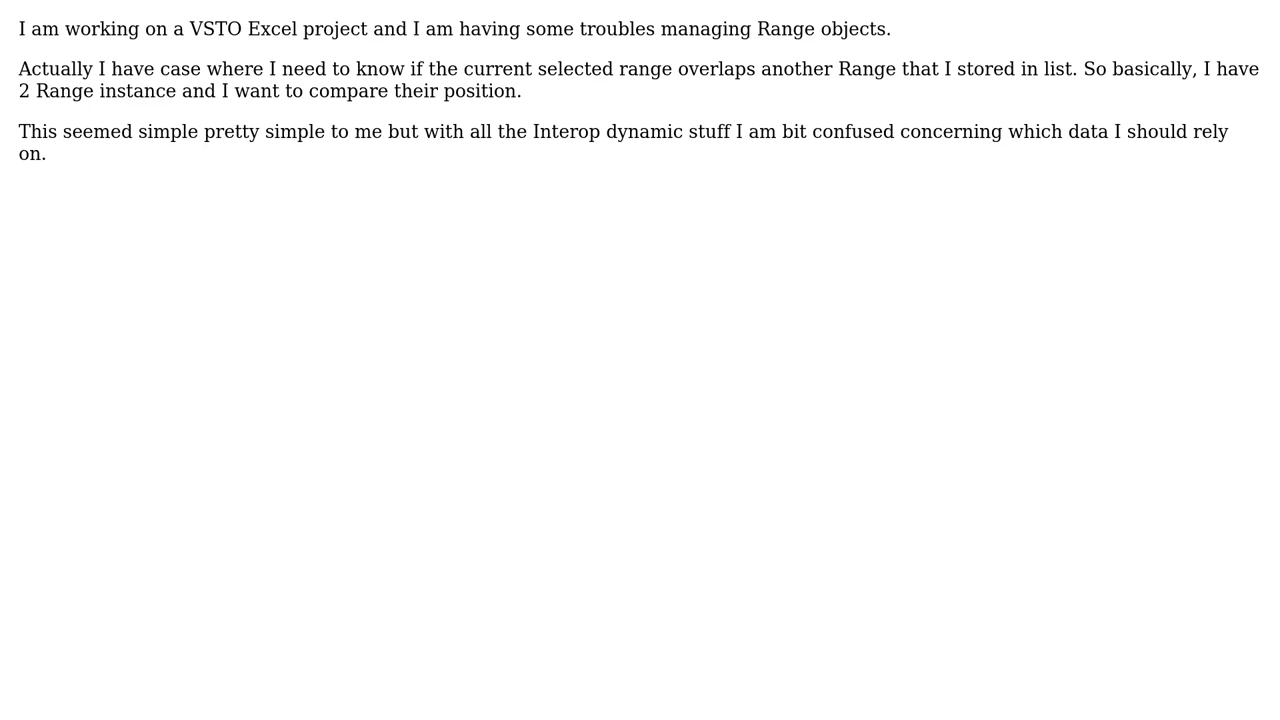 I am working on a VSTO Excel project and I am having some troubles managing Range objects.
Actually I have case where I need to know if the current selected range overlaps another Range that I stored in list. So basically, I have
2 Range instance and I want to compare their position.
This seemed simple pretty simple to me but with all the Interop dynamic stuff I am bit confused concerning which data I should rely
on.